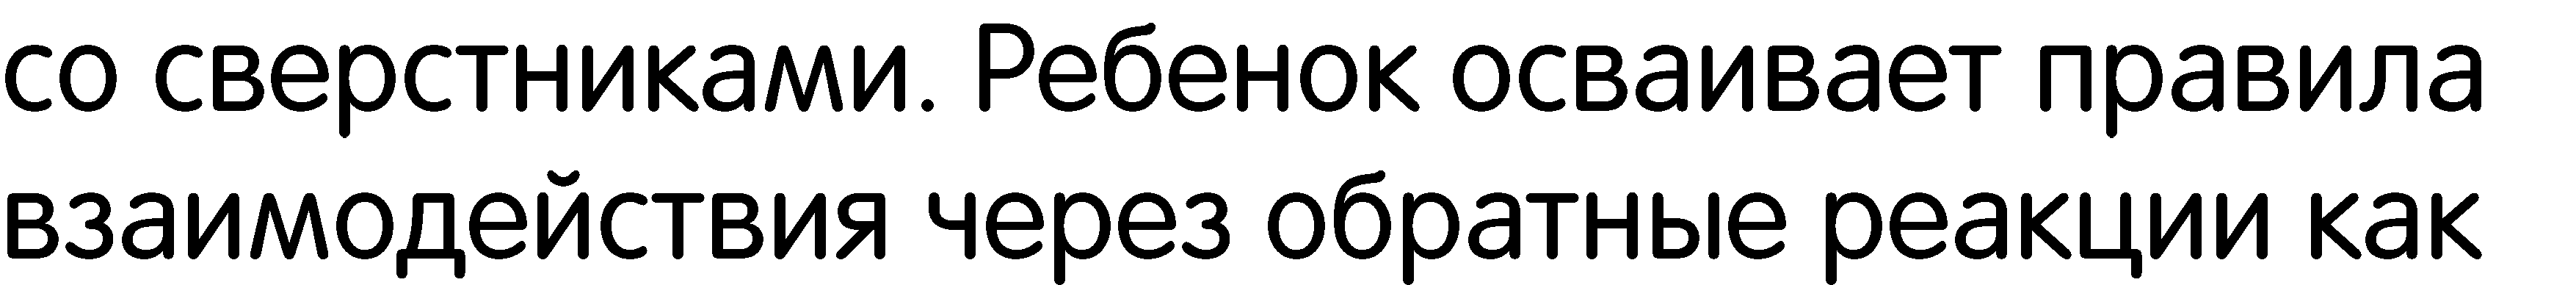 со сверстниками. Ребенок осваивает правила
взаимодействия через обратные реакции как